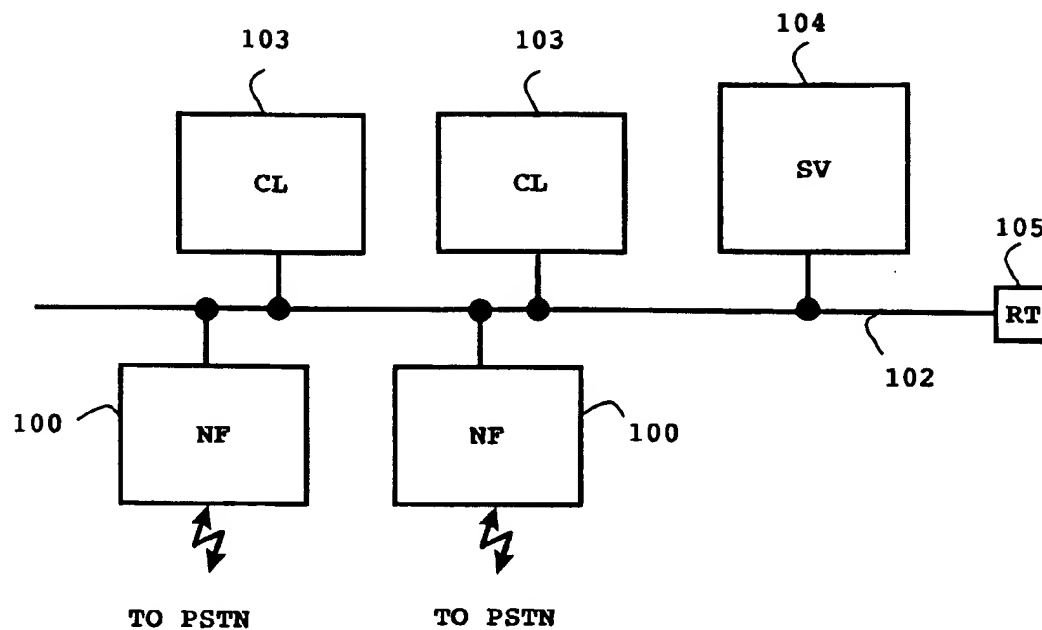 103 103 104
CL CL SV
105
RT
102
100 NF NF 100
TO PSTN TO PSTN